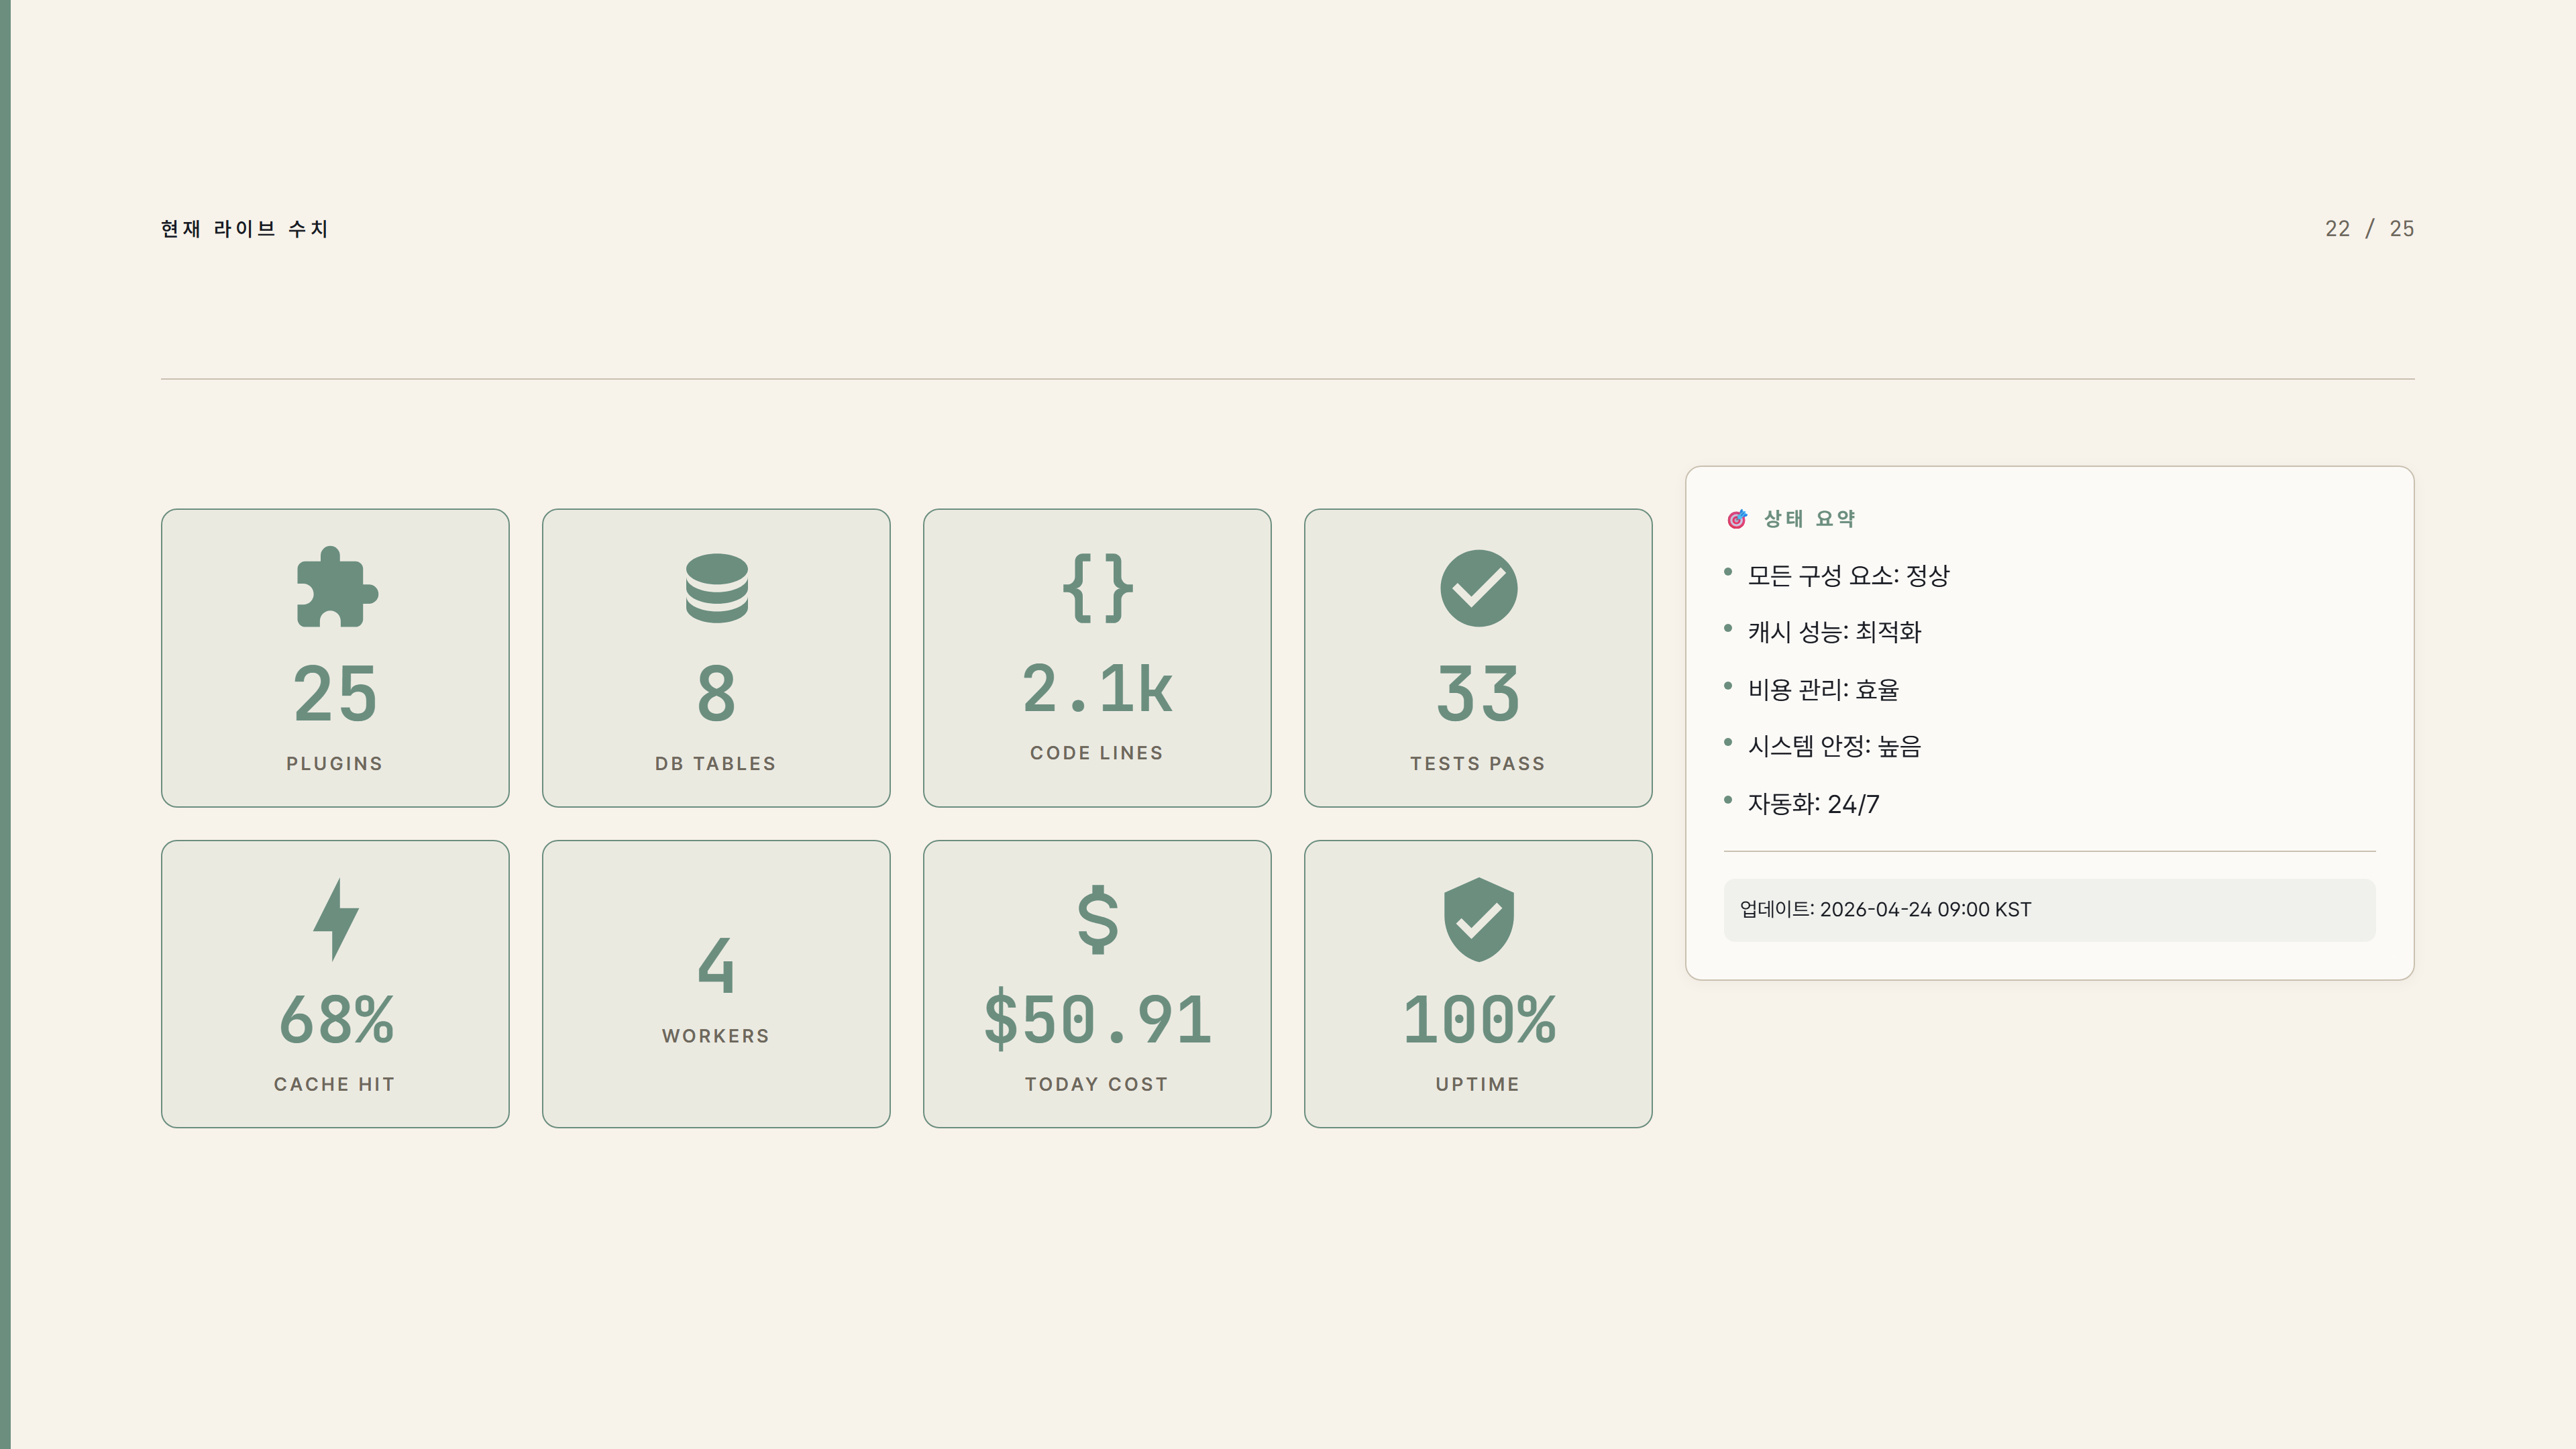 현재 라이브 수치
22 / 25
25
PLUGINS
8
DB TABLES
{}
2.1k
CODE LINES
33
TESTS PASS
68%
CACHE HIT
4
WORKERS
$
$50.91
TODAY COST
100%
UPTIME
🎯 상태 요약
• 모든 구성 요소: 정상
• 캐시 성능: 최적화
• 비용 관리: 효율
• 시스템 안정: 높음
• 자동화: 24/7
업데이트: 2026-04-24 09:00 KST